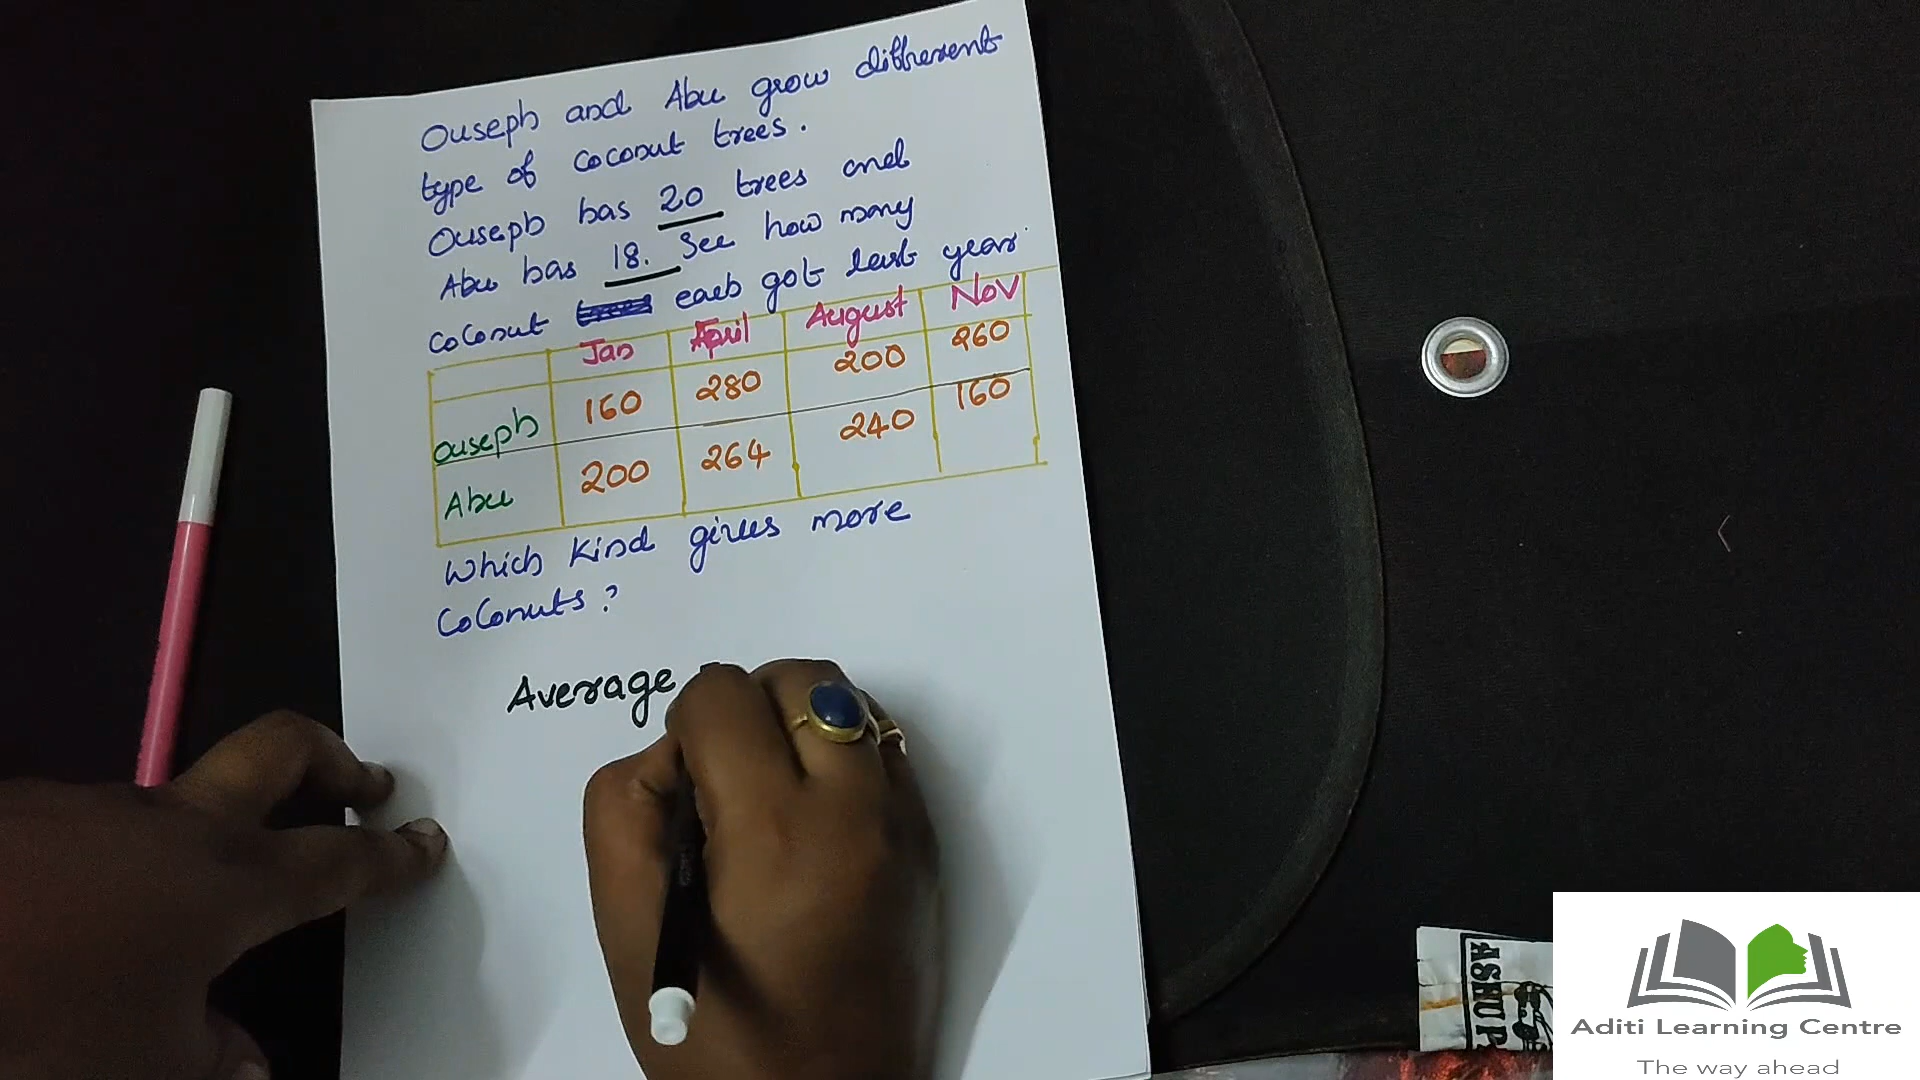 Ouseph and Abu grow different
type of coconut trees.
Ouseph has 20 trees and
Abu has 18. See how many
coconut each got last year
Jan April August Nov
Ouseph 160 280 200 260
Abu 200 264 240 160
Which kind gives more
Coconuts?
Average
ASHUP
Aditi Learning Centre
The way ahead